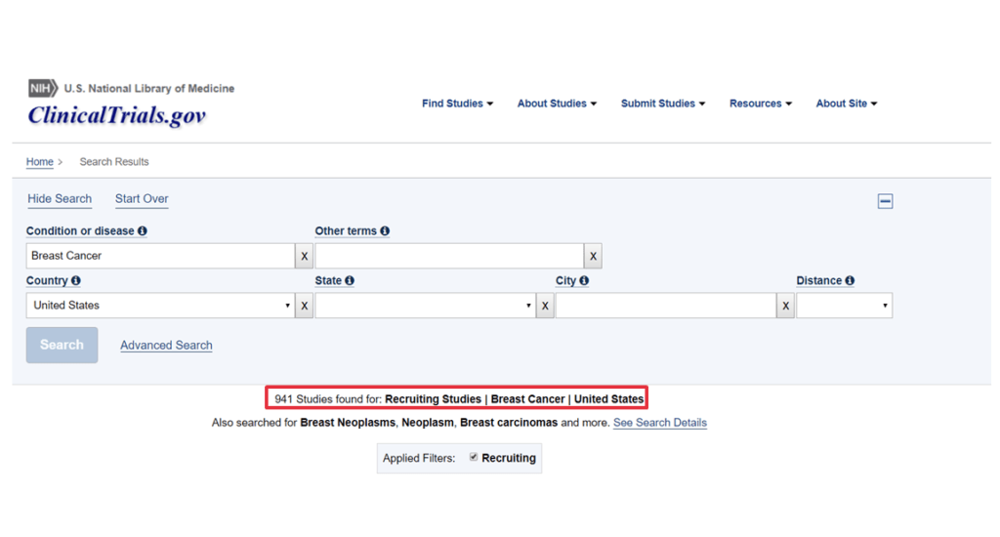 NIH U.S. National Library of Medicine
ClinicalTrials.gov
Find Studies About Studies Submit Studies Resources About Site
Home > Search Results
Hide Search Start Over
Condition or disease Other terms
Breast Cancer X X
Country State City Distance
United States X X X
Search Advanced Search
941 Studies found for: Recruiting Studies | Breast Cancer | United States
Also searched for Breast Neoplasms, Neoplasm, Breast carcinomas and more. See Search Details
Applied Filters: Recruiting